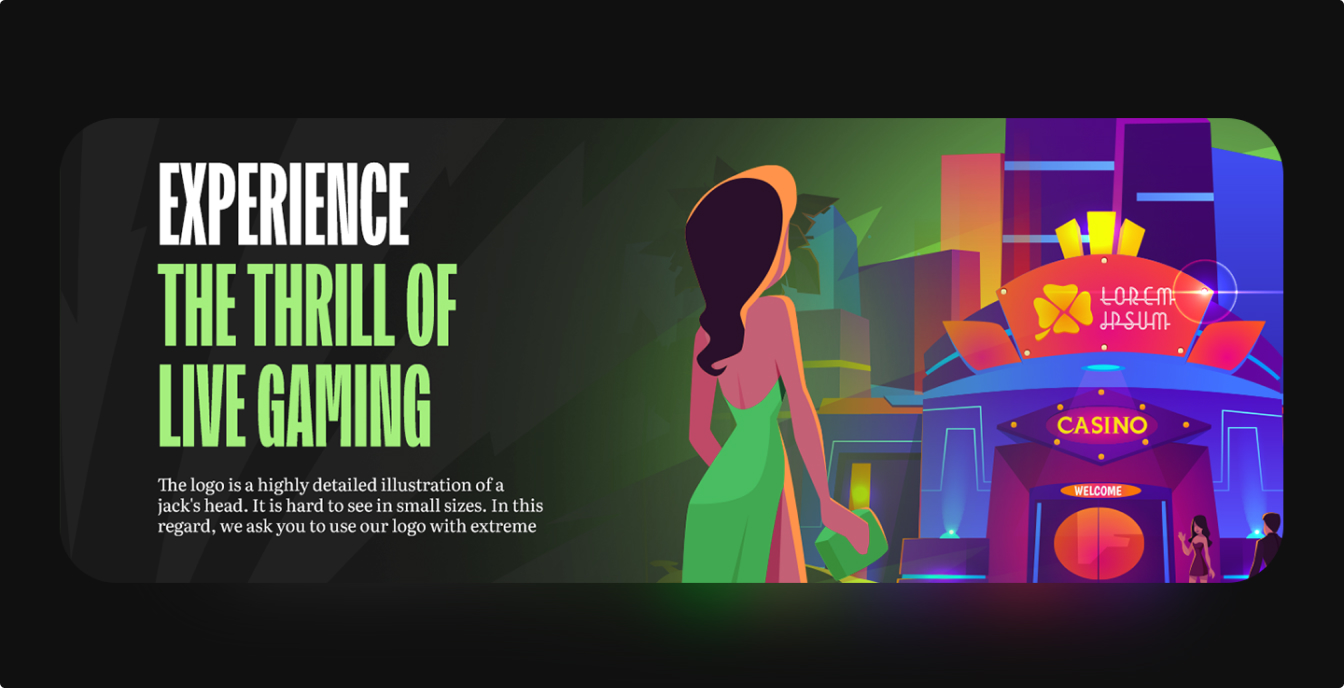 EXPERIENCE
THE THRILL OF
LIVE GAMING
The logo is a highly detailed illustration of a
jack's head. It is hard to see in small sizes. In this
regard, we ask you to use our logo with extreme
LOREM
IPSUM
CASINO
WELCOME